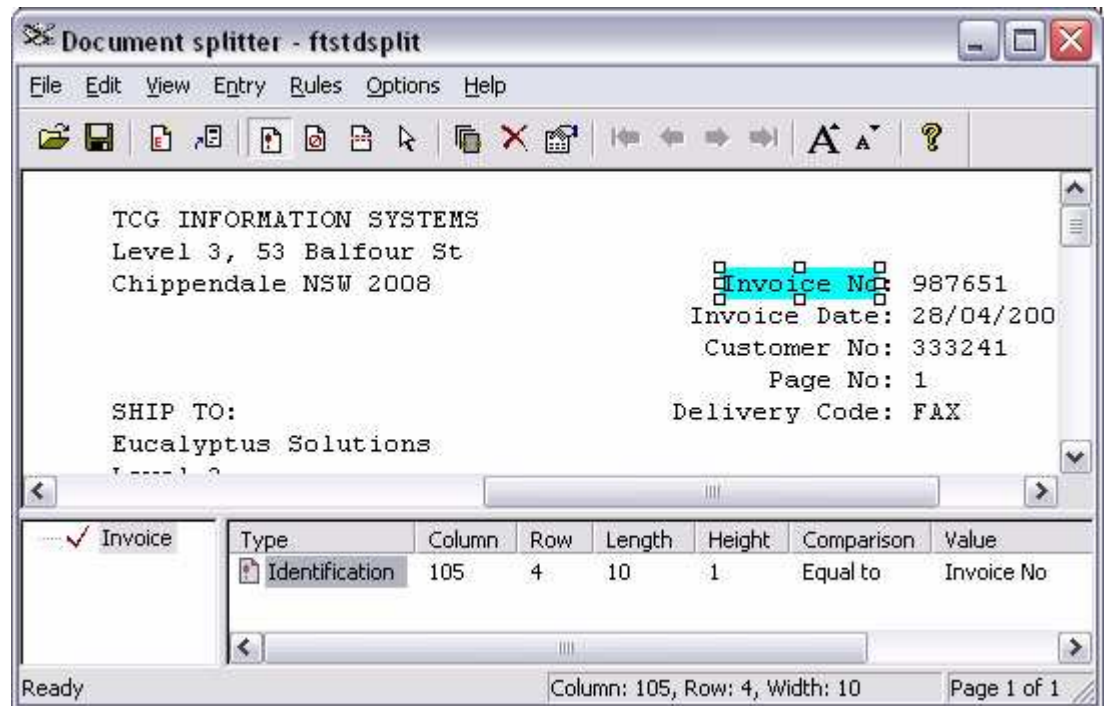 Document splitter - ftstdsplit
File Edit View Entry Rules Options Help
TCG INFORMATION SYSTEMS
Level 3, 53 Balfour St
Chippendale NSW 2008 Invoice No: 987651
Invoice Date: 28/04/200
Customer No: 333241
Page No: 1
SHIP TO: Delivery Code: FAX
Eucalyptus Solutions
Invoice
Type Column Row Length Height Comparison Value
Identification 105 4 10 1 Equal to Invoice No
Ready Column: 105, Row: 4, Width: 10 Page 1 of 1